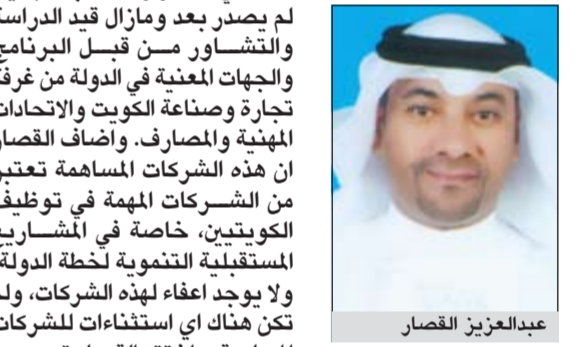 لم يصدر بعد ومازال قيد الدراسة
والتشاور من قبل البرنامج
والجهات المعنية في الدولة من غرفة
تجارة وصناعة الكويت والاتحادات
المهنية والمصارف. واضاف القصار
ان هذه الشركات المساهمة تعتبر
من الشركات المهمة في توظيف
الكويتيين، خاصة في المشاريع
المستقبلية التنموية لخطة الدولة
ولا يوجد اعفاء لهذه الشركات، ولم
تكن هناك اي استثناءات للشركات
عبدالعزيز القصار